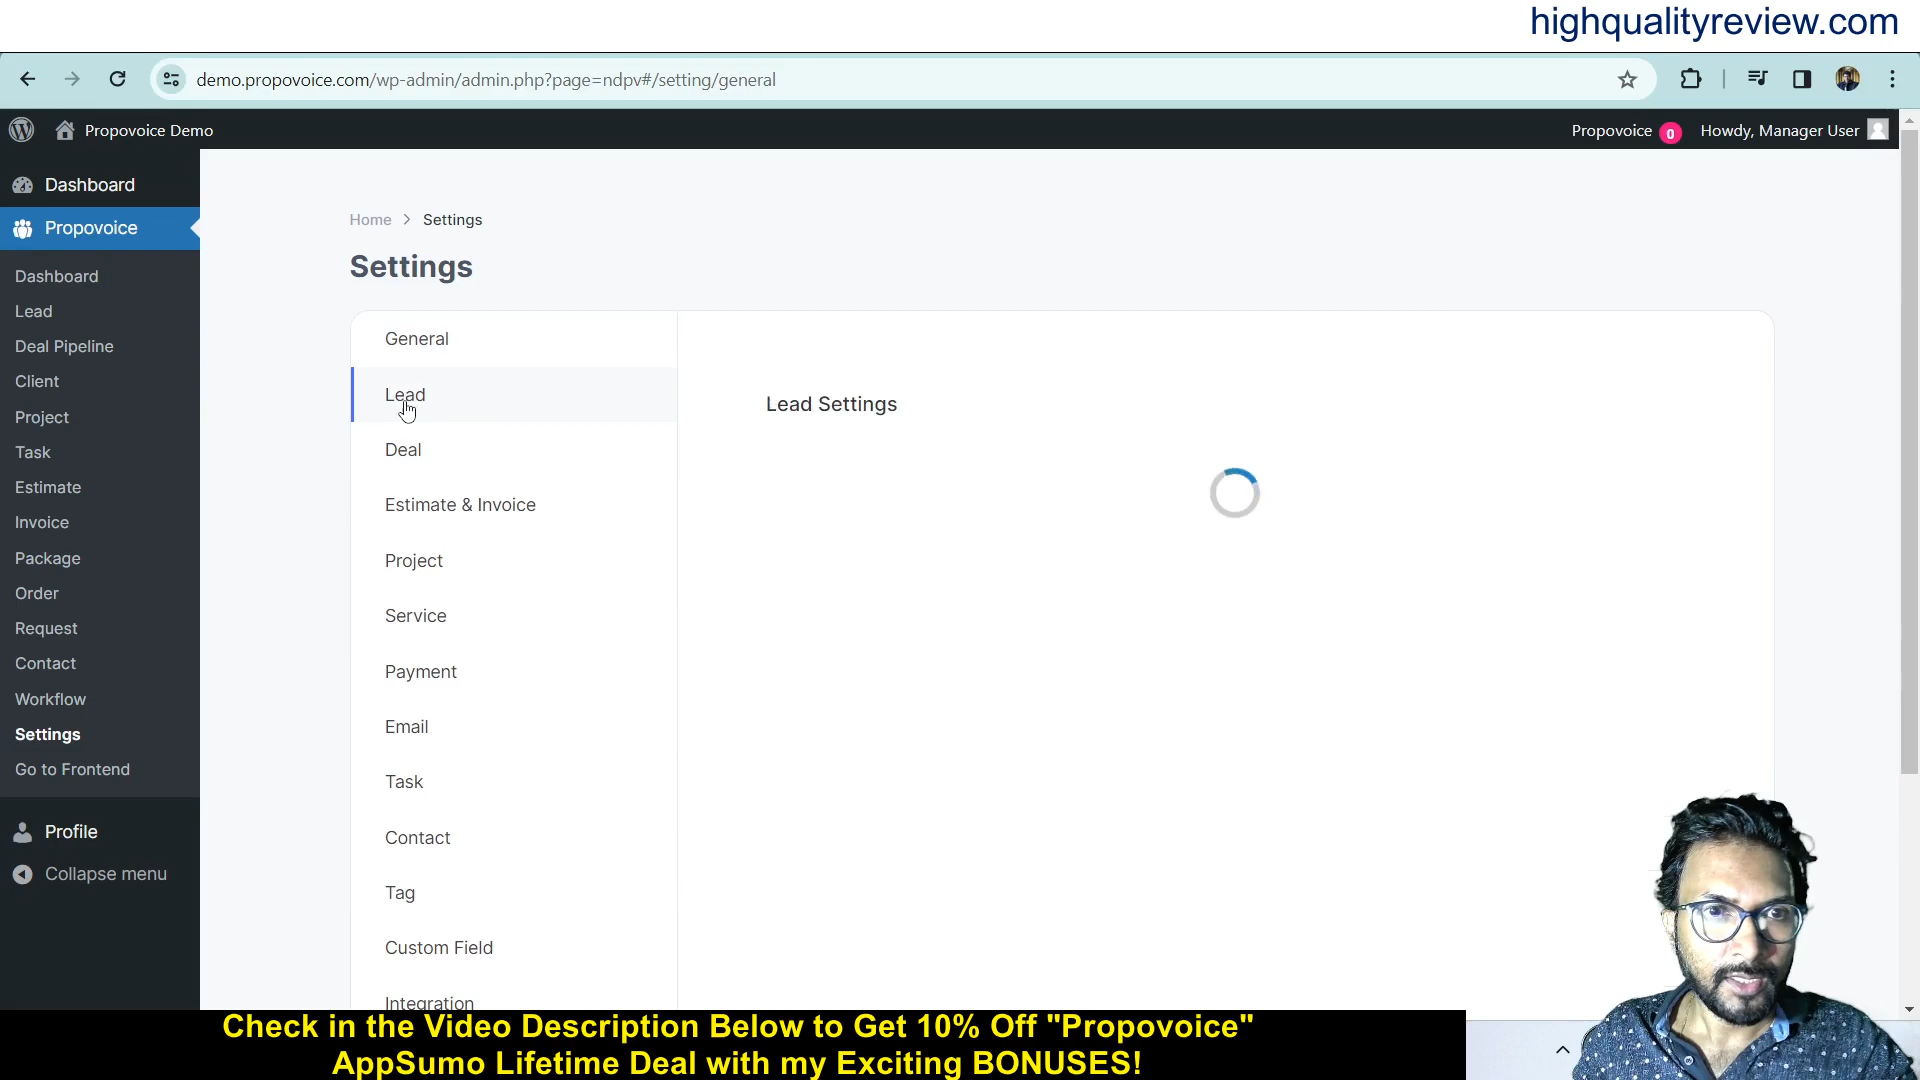 highqualityreview.com
demo.propovoice.com/wp-admin/admin.php?page=ndpv#/setting/general
Propovoice Demo
Propovoice 0 Howdy, Manager User
Dashboard
Propovoice
Dashboard
Lead
Deal Pipeline
Client
Project
Task
Estimate
Invoice
Package
Order
Request
Contact
Workflow
Settings
Go to Frontend
Profile
Collapse menu
Home > Settings
Settings
General
Lead
Deal
Estimate & Invoice
Project
Service
Payment
Email
Task
Contact
Tag
Custom Field
Integration
Lead Settings
Check in the Video Description Below to Get 10% Off "Propovoice"
AppSumo Lifetime Deal with my Exciting BONUSES!